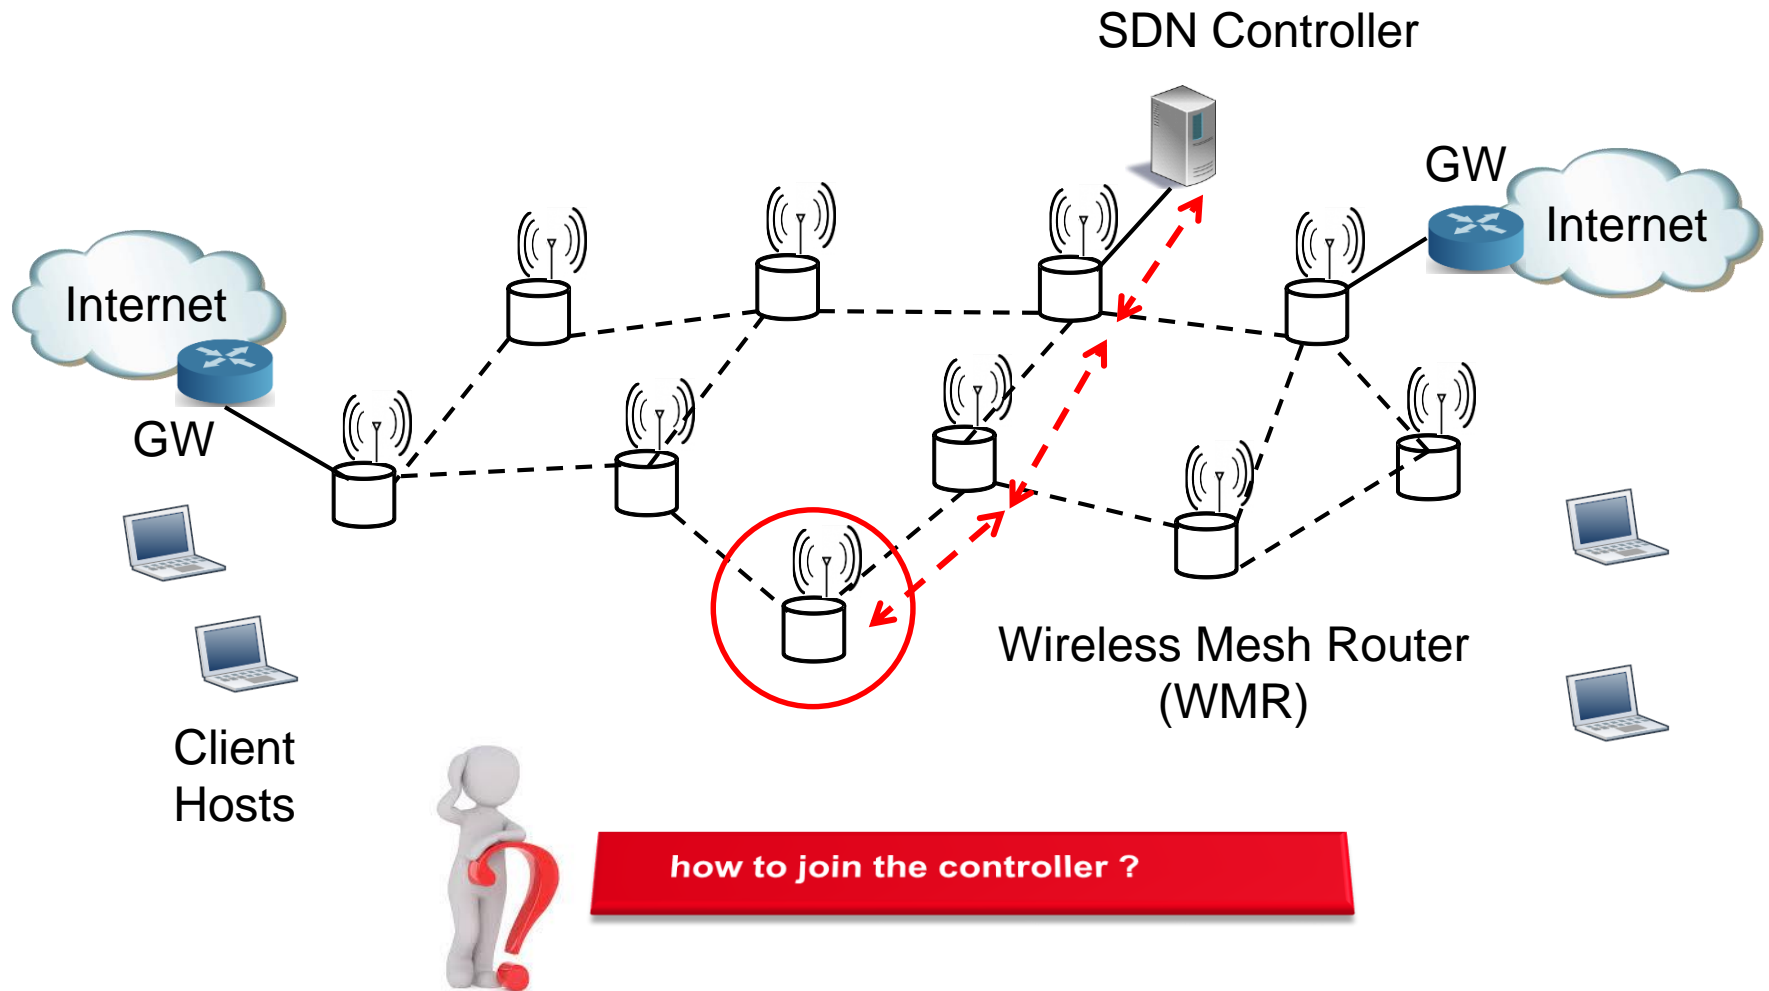 SDN Controller
GW
Internet
Internet
GW
Wireless Mesh Router
(WMR)
Client
Hosts
how to join the controller ?